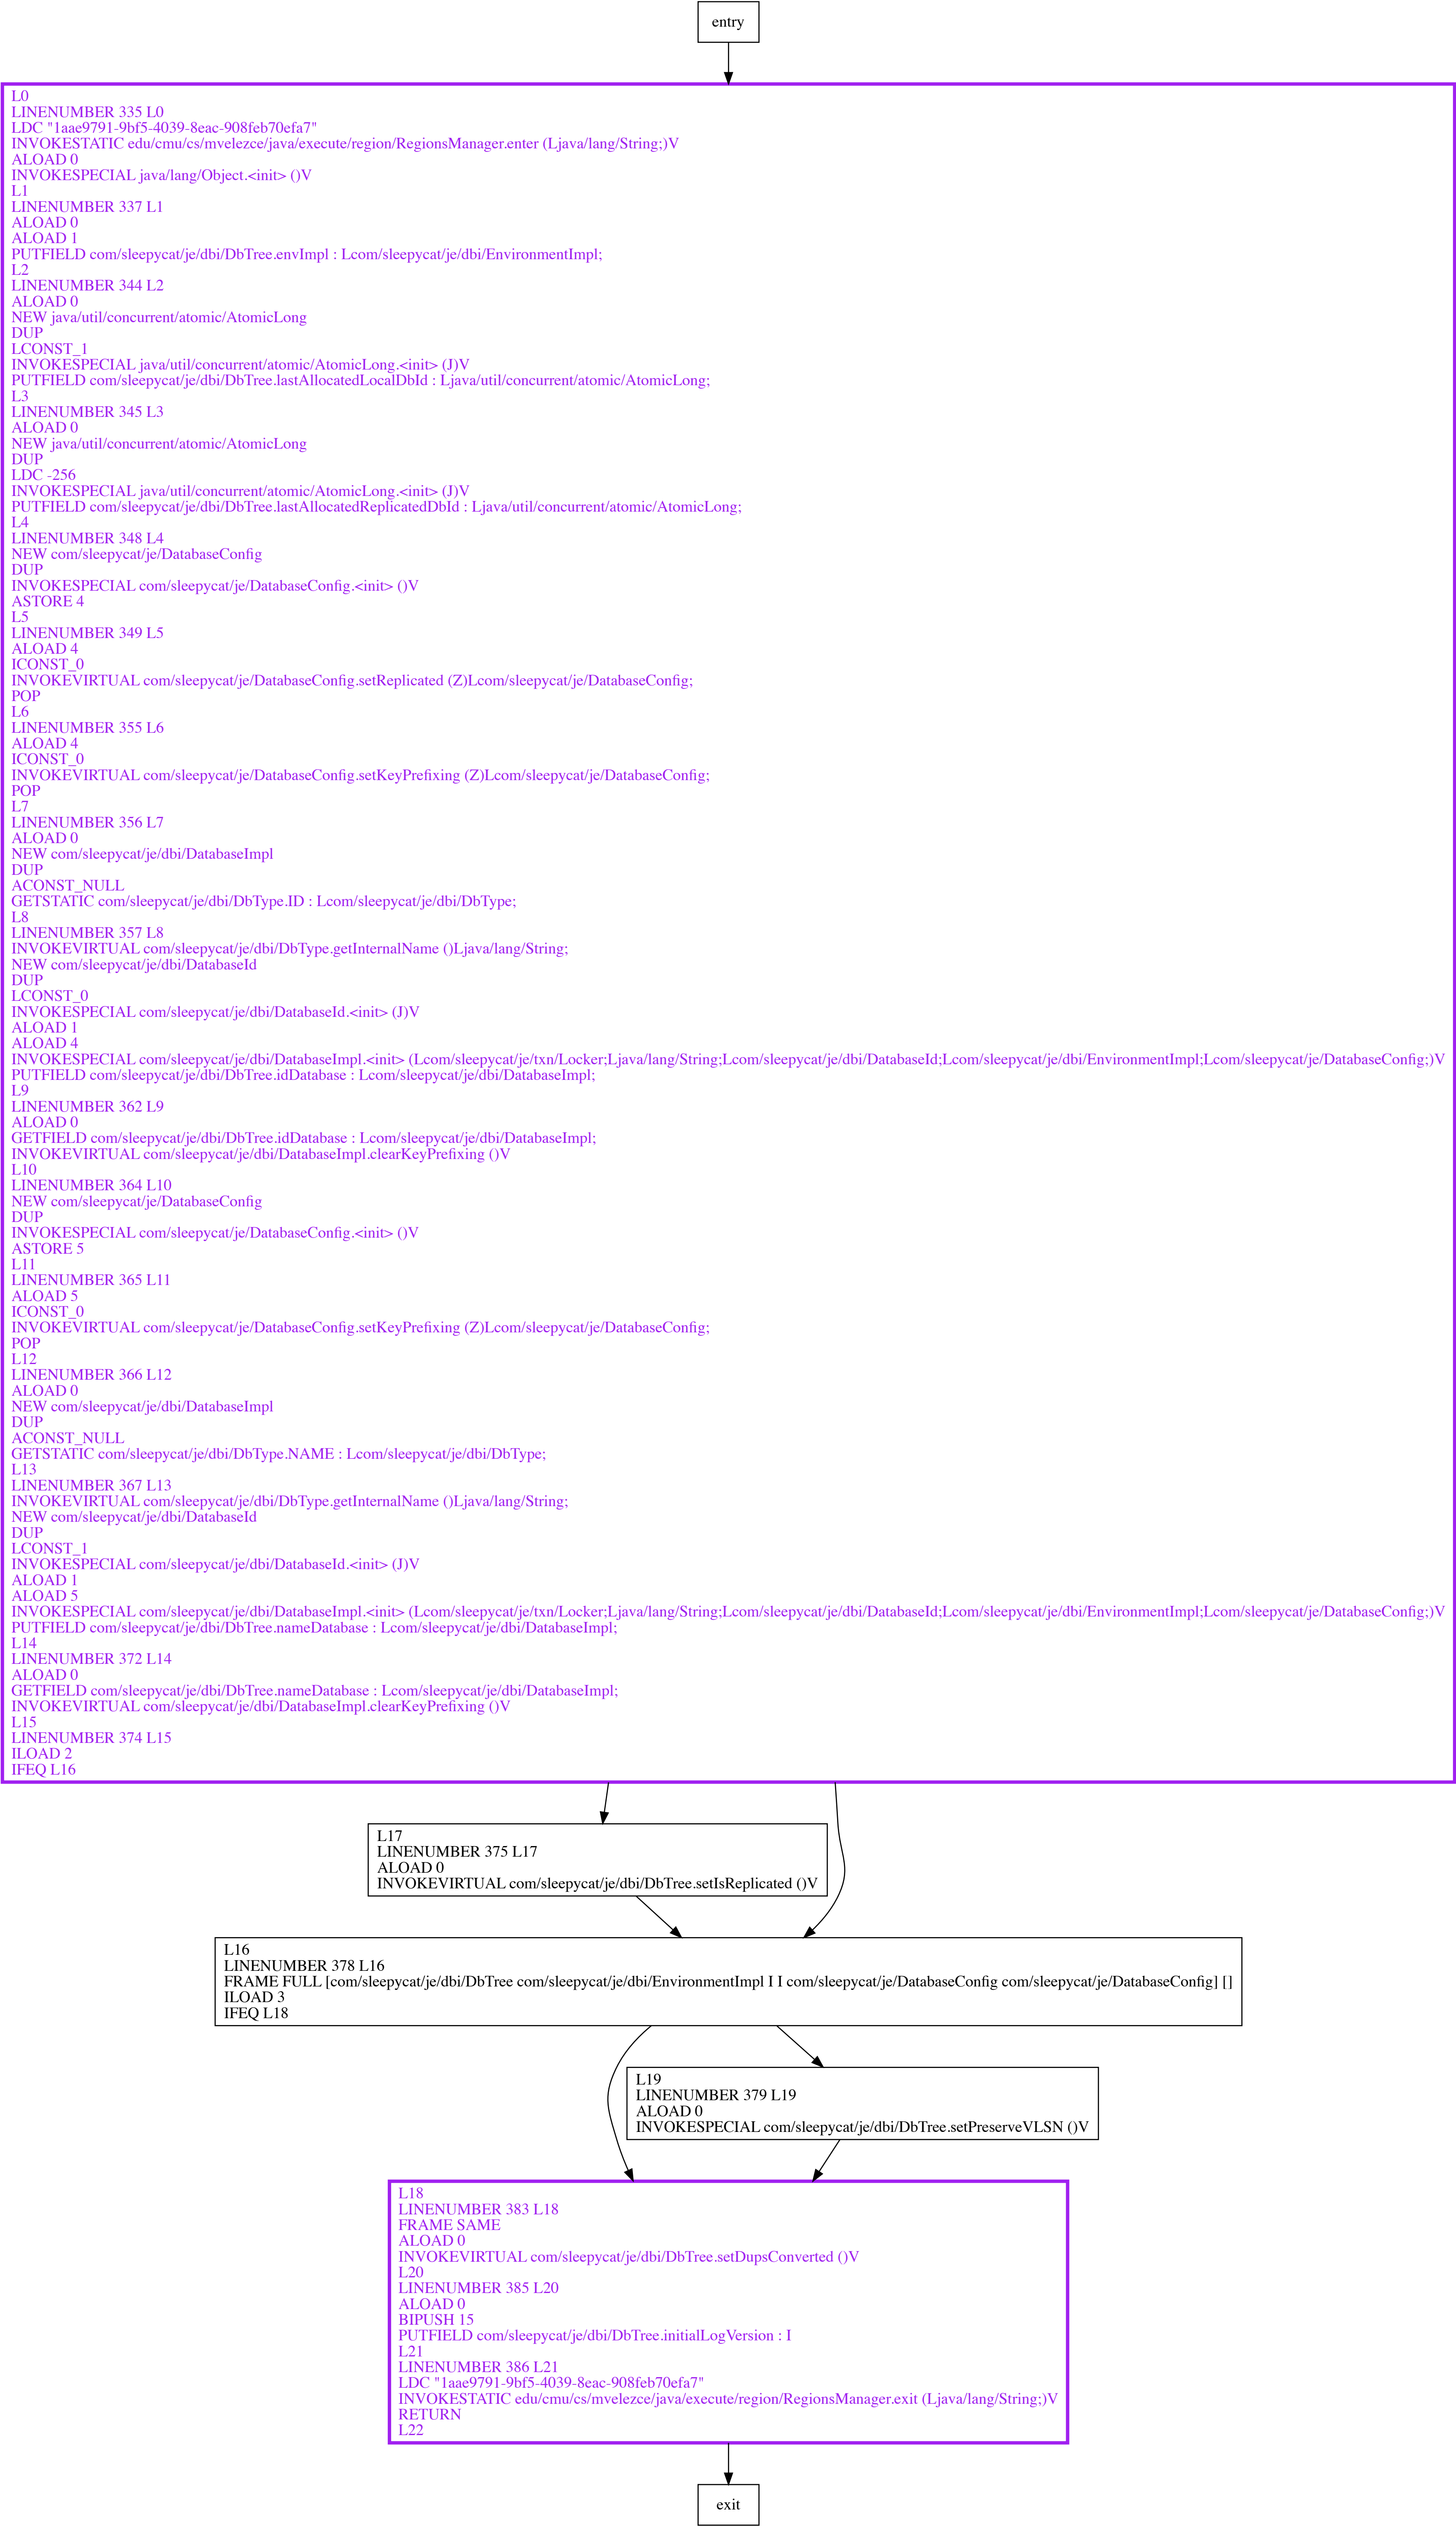 entry
L0
LINENUMBER 335 L0
LDC "1aae9791-9bf5-4039-8eac-908feb70efa7"
INVOKESTATIC edu/cmu/cs/mvelezce/java/execute/region/RegionsManager.enter (Ljava/lang/String;)V
ALOAD 0
INVOKESPECIAL java/lang/Object.<init> ()V
L1
LINENUMBER 337 L1
ALOAD 0
ALOAD 1
PUTFIELD com/sleepycat/je/dbi/DbTree.envImpl : Lcom/sleepycat/je/dbi/EnvironmentImpl;
L2
LINENUMBER 344 L2
ALOAD 0
NEW java/util/concurrent/atomic/AtomicLong
DUP
LCONST_1
INVOKESPECIAL java/util/concurrent/atomic/AtomicLong.<init> (J)V
PUTFIELD com/sleepycat/je/dbi/DbTree.lastAllocatedLocalDbId : Ljava/util/concurrent/atomic/AtomicLong;
L3
LINENUMBER 345 L3
ALOAD 0
NEW java/util/concurrent/atomic/AtomicLong
DUP
LDC -256
INVOKESPECIAL java/util/concurrent/atomic/AtomicLong.<init> (J)V
PUTFIELD com/sleepycat/je/dbi/DbTree.lastAllocatedReplicatedDbId : Ljava/util/concurrent/atomic/AtomicLong;
L4
LINENUMBER 348 L4
NEW com/sleepycat/je/DatabaseConfig
DUP
INVOKESPECIAL com/sleepycat/je/DatabaseConfig.<init> ()V
ASTORE 4
L5
LINENUMBER 349 L5
ALOAD 4
ICONST_0
INVOKEVIRTUAL com/sleepycat/je/DatabaseConfig.setReplicated (Z)Lcom/sleepycat/je/DatabaseConfig;
POP
L6
LINENUMBER 355 L6
ALOAD 4
ICONST_0
INVOKEVIRTUAL com/sleepycat/je/DatabaseConfig.setKeyPrefixing (Z)Lcom/sleepycat/je/DatabaseConfig;
POP
L7
LINENUMBER 356 L7
ALOAD 0
NEW com/sleepycat/je/dbi/DatabaseImpl
DUP
ACONST_NULL
GETSTATIC com/sleepycat/je/dbi/DbType.ID : Lcom/sleepycat/je/dbi/DbType;
L8
LINENUMBER 357 L8
INVOKEVIRTUAL com/sleepycat/je/dbi/DbType.getInternalName ()Ljava/lang/String;
NEW com/sleepycat/je/dbi/DatabaseId
DUP
LCONST_0
INVOKESPECIAL com/sleepycat/je/dbi/DatabaseId.<init> (J)V
ALOAD 1
ALOAD 4
INVOKESPECIAL com/sleepycat/je/dbi/DatabaseImpl.<init> (Lcom/sleepycat/je/txn/Locker;Ljava/lang/String;Lcom/sleepycat/je/dbi/DatabaseId;Lcom/sleepycat/je/dbi/EnvironmentImpl;Lcom/sleepycat/je/DatabaseConfig;)V
PUTFIELD com/sleepycat/je/dbi/DbTree.idDatabase : Lcom/sleepycat/je/dbi/DatabaseImpl;
L9
LINENUMBER 362 L9
ALOAD 0
GETFIELD com/sleepycat/je/dbi/DbTree.idDatabase : Lcom/sleepycat/je/dbi/DatabaseImpl;
INVOKEVIRTUAL com/sleepycat/je/dbi/DatabaseImpl.clearKeyPrefixing ()V
L10
LINENUMBER 364 L10
NEW com/sleepycat/je/DatabaseConfig
DUP
INVOKESPECIAL com/sleepycat/je/DatabaseConfig.<init> ()V
ASTORE 5
L11
LINENUMBER 365 L11
ALOAD 5
ICONST_0
INVOKEVIRTUAL com/sleepycat/je/DatabaseConfig.setKeyPrefixing (Z)Lcom/sleepycat/je/DatabaseConfig;
POP
L12
LINENUMBER 366 L12
ALOAD 0
NEW com/sleepycat/je/dbi/DatabaseImpl
DUP
ACONST_NULL
GETSTATIC com/sleepycat/je/dbi/DbType.NAME : Lcom/sleepycat/je/dbi/DbType;
L13
LINENUMBER 367 L13
INVOKEVIRTUAL com/sleepycat/je/dbi/DbType.getInternalName ()Ljava/lang/String;
NEW com/sleepycat/je/dbi/DatabaseId
DUP
LCONST_1
INVOKESPECIAL com/sleepycat/je/dbi/DatabaseId.<init> (J)V
ALOAD 1
ALOAD 5
INVOKESPECIAL com/sleepycat/je/dbi/DatabaseImpl.<init> (Lcom/sleepycat/je/txn/Locker;Ljava/lang/String;Lcom/sleepycat/je/dbi/DatabaseId;Lcom/sleepycat/je/dbi/EnvironmentImpl;Lcom/sleepycat/je/DatabaseConfig;)V
PUTFIELD com/sleepycat/je/dbi/DbTree.nameDatabase : Lcom/sleepycat/je/dbi/DatabaseImpl;
L14
LINENUMBER 372 L14
ALOAD 0
GETFIELD com/sleepycat/je/dbi/DbTree.nameDatabase : Lcom/sleepycat/je/dbi/DatabaseImpl;
INVOKEVIRTUAL com/sleepycat/je/dbi/DatabaseImpl.clearKeyPrefixing ()V
L15
LINENUMBER 374 L15
ILOAD 2
IFEQ L16
L17
LINENUMBER 375 L17
ALOAD 0
INVOKEVIRTUAL com/sleepycat/je/dbi/DbTree.setIsReplicated ()V
L16
LINENUMBER 378 L16
FRAME FULL [com/sleepycat/je/dbi/DbTree com/sleepycat/je/dbi/EnvironmentImpl I I com/sleepycat/je/DatabaseConfig com/sleepycat/je/DatabaseConfig] []
ILOAD 3
IFEQ L18
L19
LINENUMBER 379 L19
ALOAD 0
INVOKESPECIAL com/sleepycat/je/dbi/DbTree.setPreserveVLSN ()V
L18
LINENUMBER 383 L18
FRAME SAME
ALOAD 0
INVOKEVIRTUAL com/sleepycat/je/dbi/DbTree.setDupsConverted ()V
L20
LINENUMBER 385 L20
ALOAD 0
BIPUSH 15
PUTFIELD com/sleepycat/je/dbi/DbTree.initialLogVersion : I
L21
LINENUMBER 386 L21
LDC "1aae9791-9bf5-4039-8eac-908feb70efa7"
INVOKESTATIC edu/cmu/cs/mvelezce/java/execute/region/RegionsManager.exit (Ljava/lang/String;)V
RETURN
L22
exit